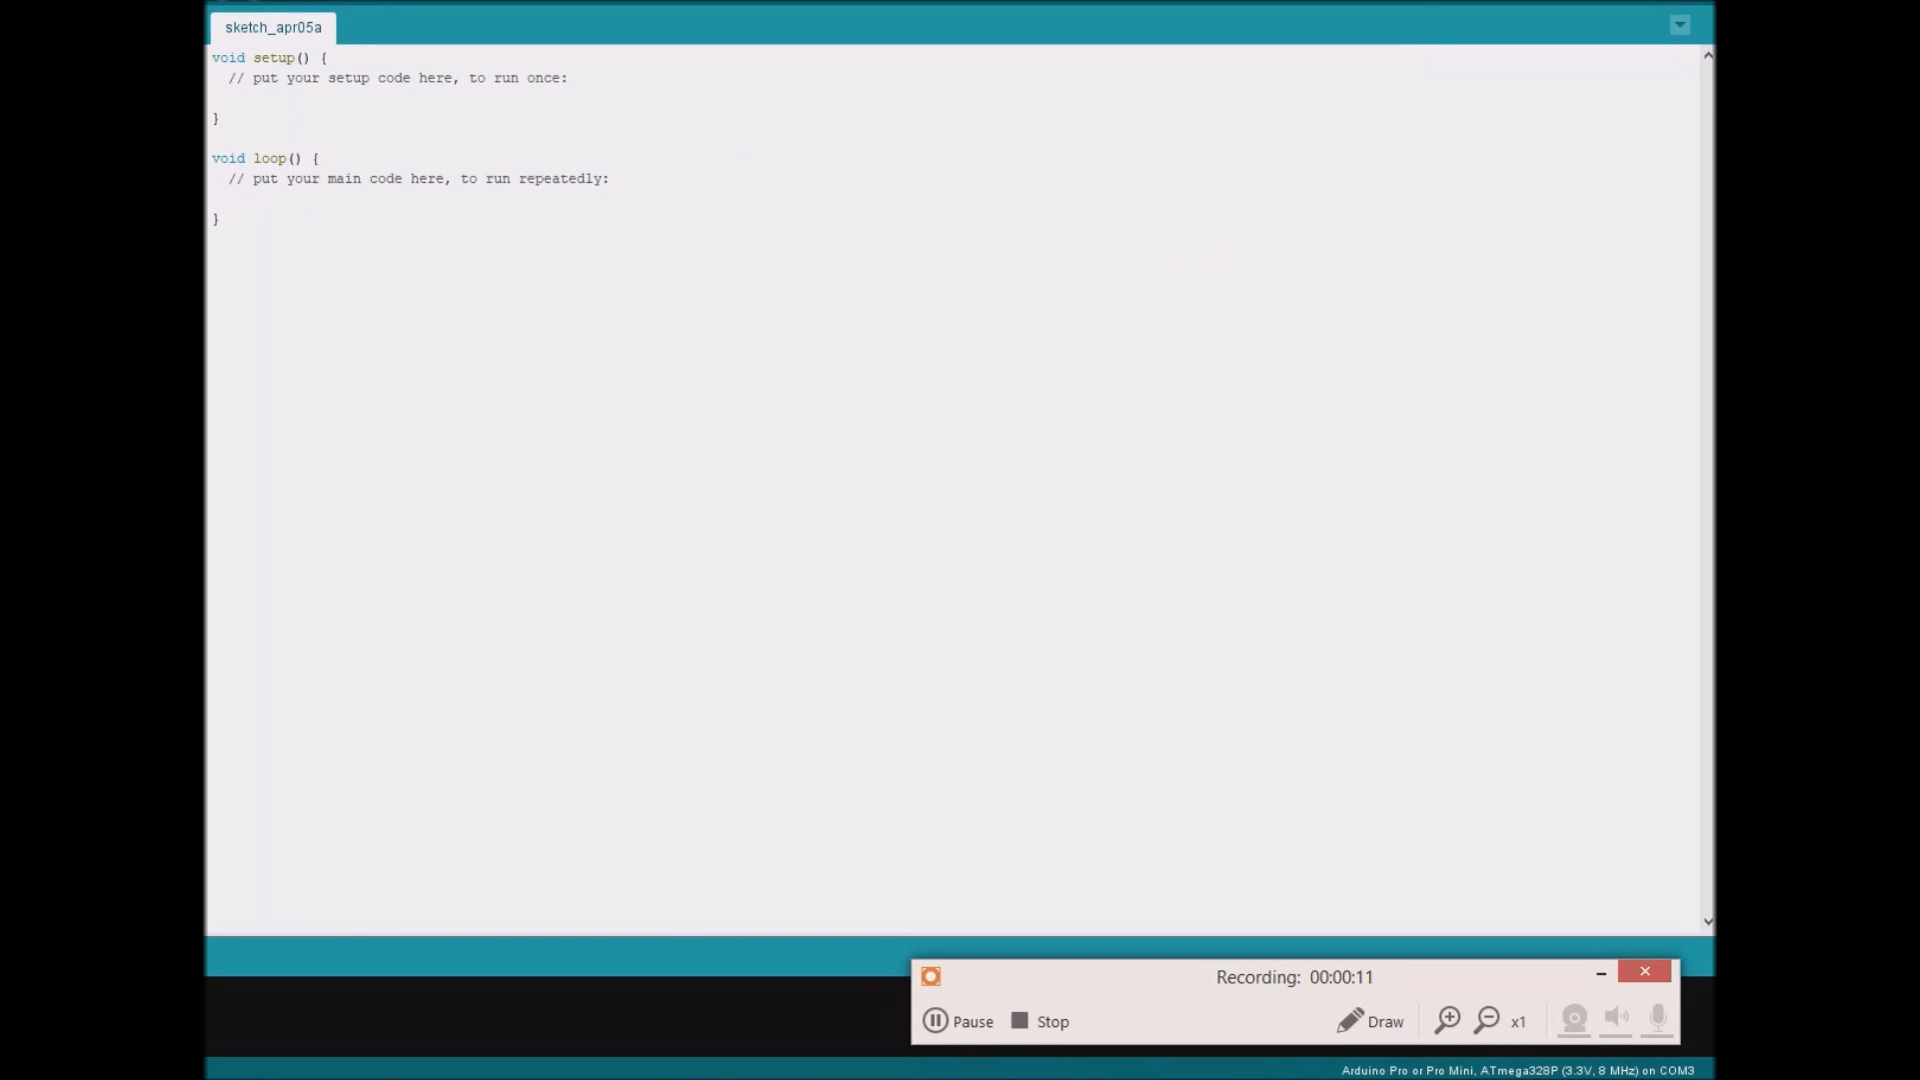 sketch_apr05a
void setup() {
// put your setup code here, to run once:
}
void loop() {
// put your main code here, to run repeatedly:
}
Recording: 00:00:11
Pause Stop Draw x1
Arduino Pro or Pro Mini, ATmega328P (3.3V, 8 MHz) on COM3